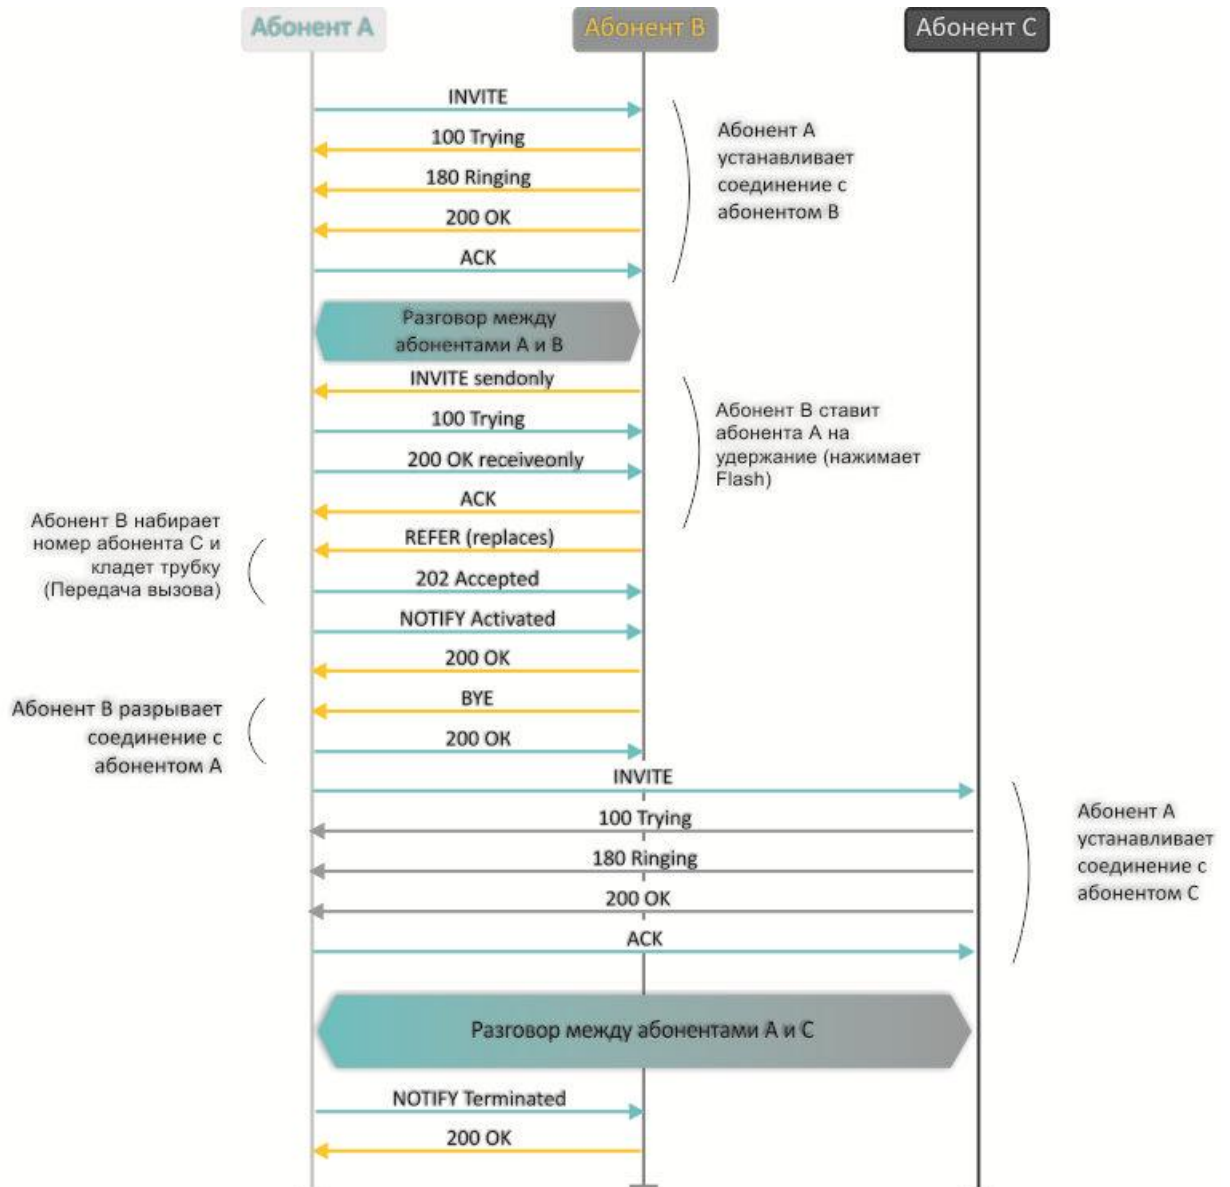 Абонент А
Абонент В
Абонент С
INVITE
100 Trying
180 Ringing
200 OK
ACK
Абонент А
устанавливает
соединение с
абонентом В
Разговор между
абонентами А и В
INVITE sendonly
100 Trying
200 OK receiveonly
ACK
Абонент В ставит
абонента А на
удержание (нажимает
Flash)
REFER (replaces)
202 Accepted
Абонент В набирает
номер абонента С и
кладет трубку
(Передача вызова)
NOTIFY Activated
200 OK
BYE
200 OK
Абонент В разрывает
соединение с
абонентом А
INVITE
100 Trying
180 Ringing
200 OK
ACK
Абонент А
устанавливает
соединение с
абонентом С
Разговор между абонентами А и С
NOTIFY Terminated
200 OK